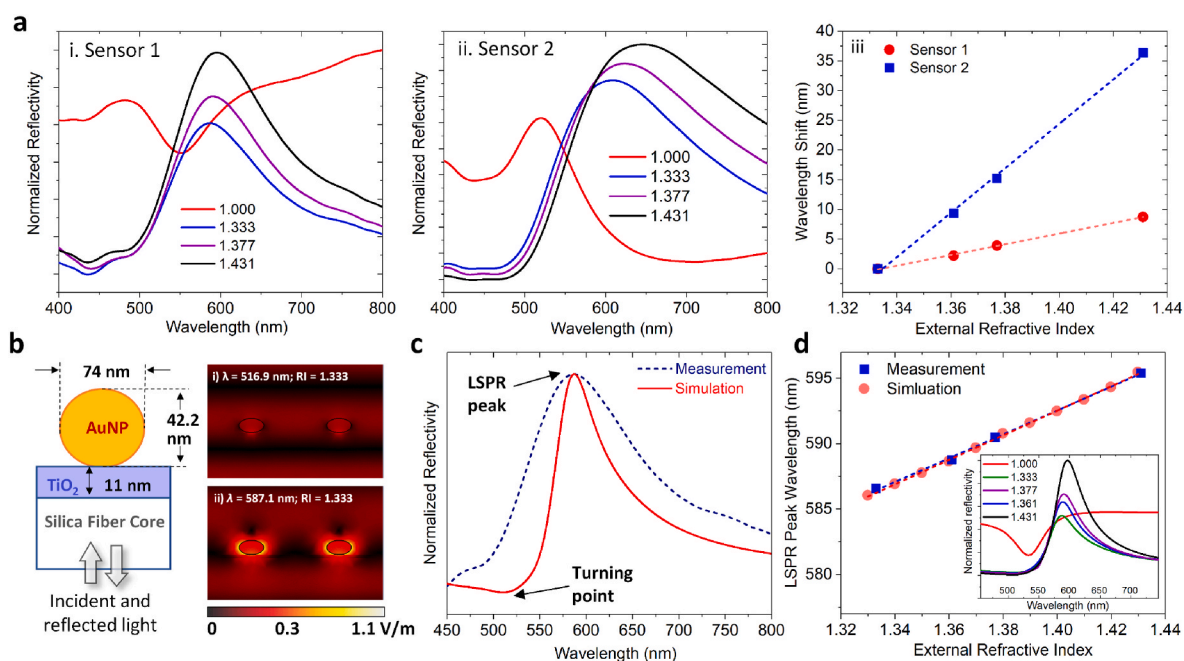 a
i. Sensor 1
1.000
1.333
1.377
1.431
Normalized Reflectivity
400 500 600 700 800
Wavelength (nm)
ii. Sensor 2
1.000
1.333
1.377
1.431
Normalized Reflectivity
400 500 600 700 800
Wavelength (nm)
iii
Sensor 1
Sensor 2
Wavelength Shift (nm)
40
35
30
25
20
15
10
5
0
1.32 1.34 1.36 1.38 1.40 1.42 1.44
External Refractive Index
b
74 nm
AuNP
42.2
nm
TiO2
11 nm
Silica Fiber Core
Incident and
reflected light
i) λ = 516.9 nm; RI = 1.333
ii) λ = 587.1 nm; RI = 1.333
0 0.3 1.1 V/m
c
Measurement
Simulation
LSPR
peak
Turning
point
Normalized Reflectivity
450 500 550 600 650 700 750 800
Wavelength (nm)
d
Measurement
Simluation
LSPR Peak Wavelength (nm)
595
590
585
580
1.33 1.34 1.36 1.38 1.40 1.42 1.44
External Refractive Index
1.000
1.333
1.377
1.361
1.431
Normalized reflectivity
500 550 600 650 700
Wavelength (nm)